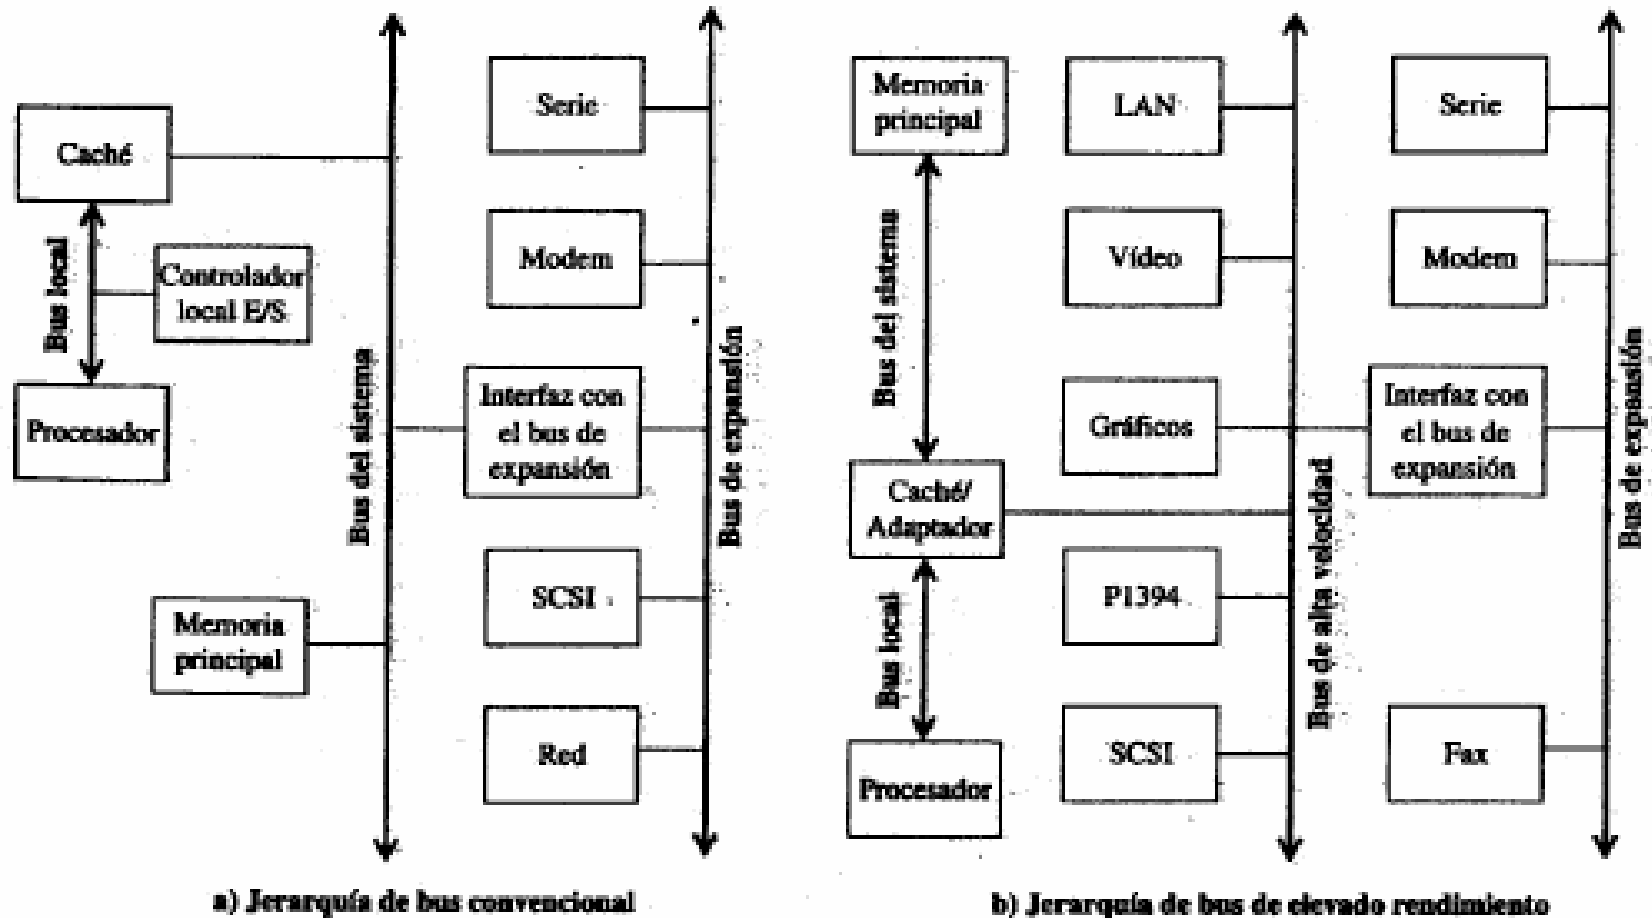 Caché
Bus local
Controlador
local E/S
Procesador
Bus del sistema
Memoria
principal
Serie
Modem
Interfaz con
el bus de
expansión
SCSI
Red
Bus de expansión
a) Jerarquía de bus convencional
Memoria
principal
Bus del sistema
Caché/
Adaptador
Bus local
Procesador
LAN
Vídeo
Gráficos
P1394
SCSI
Bus de alta velocidad
Serie
Modem
Interfaz con
el bus de
expansión
Fax
Bus de expansión
b) Jerarquía de bus de elevado rendimiento